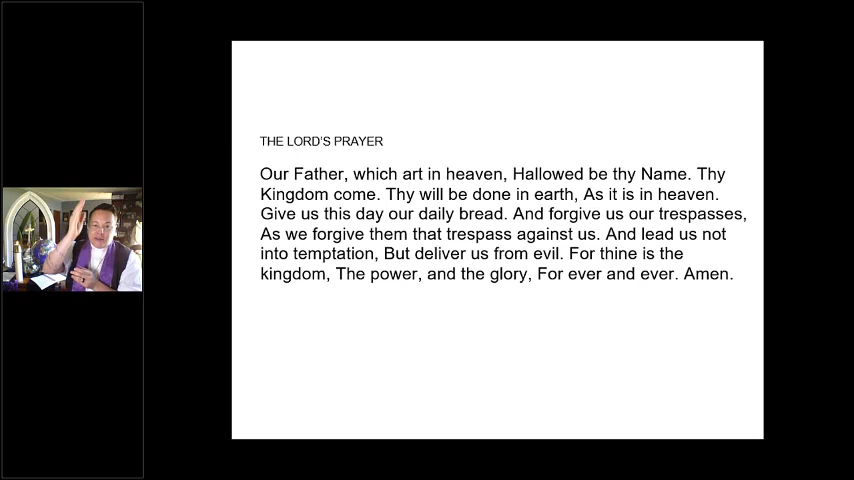 THE LORD'S PRAYER
Our Father, which art in heaven, Hallowed be thy Name. Thy
Kingdom come. Thy will be done in earth, As it is in heaven.
Give us this day our daily bread. And forgive us our trespasses,
As we forgive them that trespass against us. And lead us not
into temptation, But deliver us from evil. For thine is the
kingdom, The power, and the glory, For ever and ever. Amen.